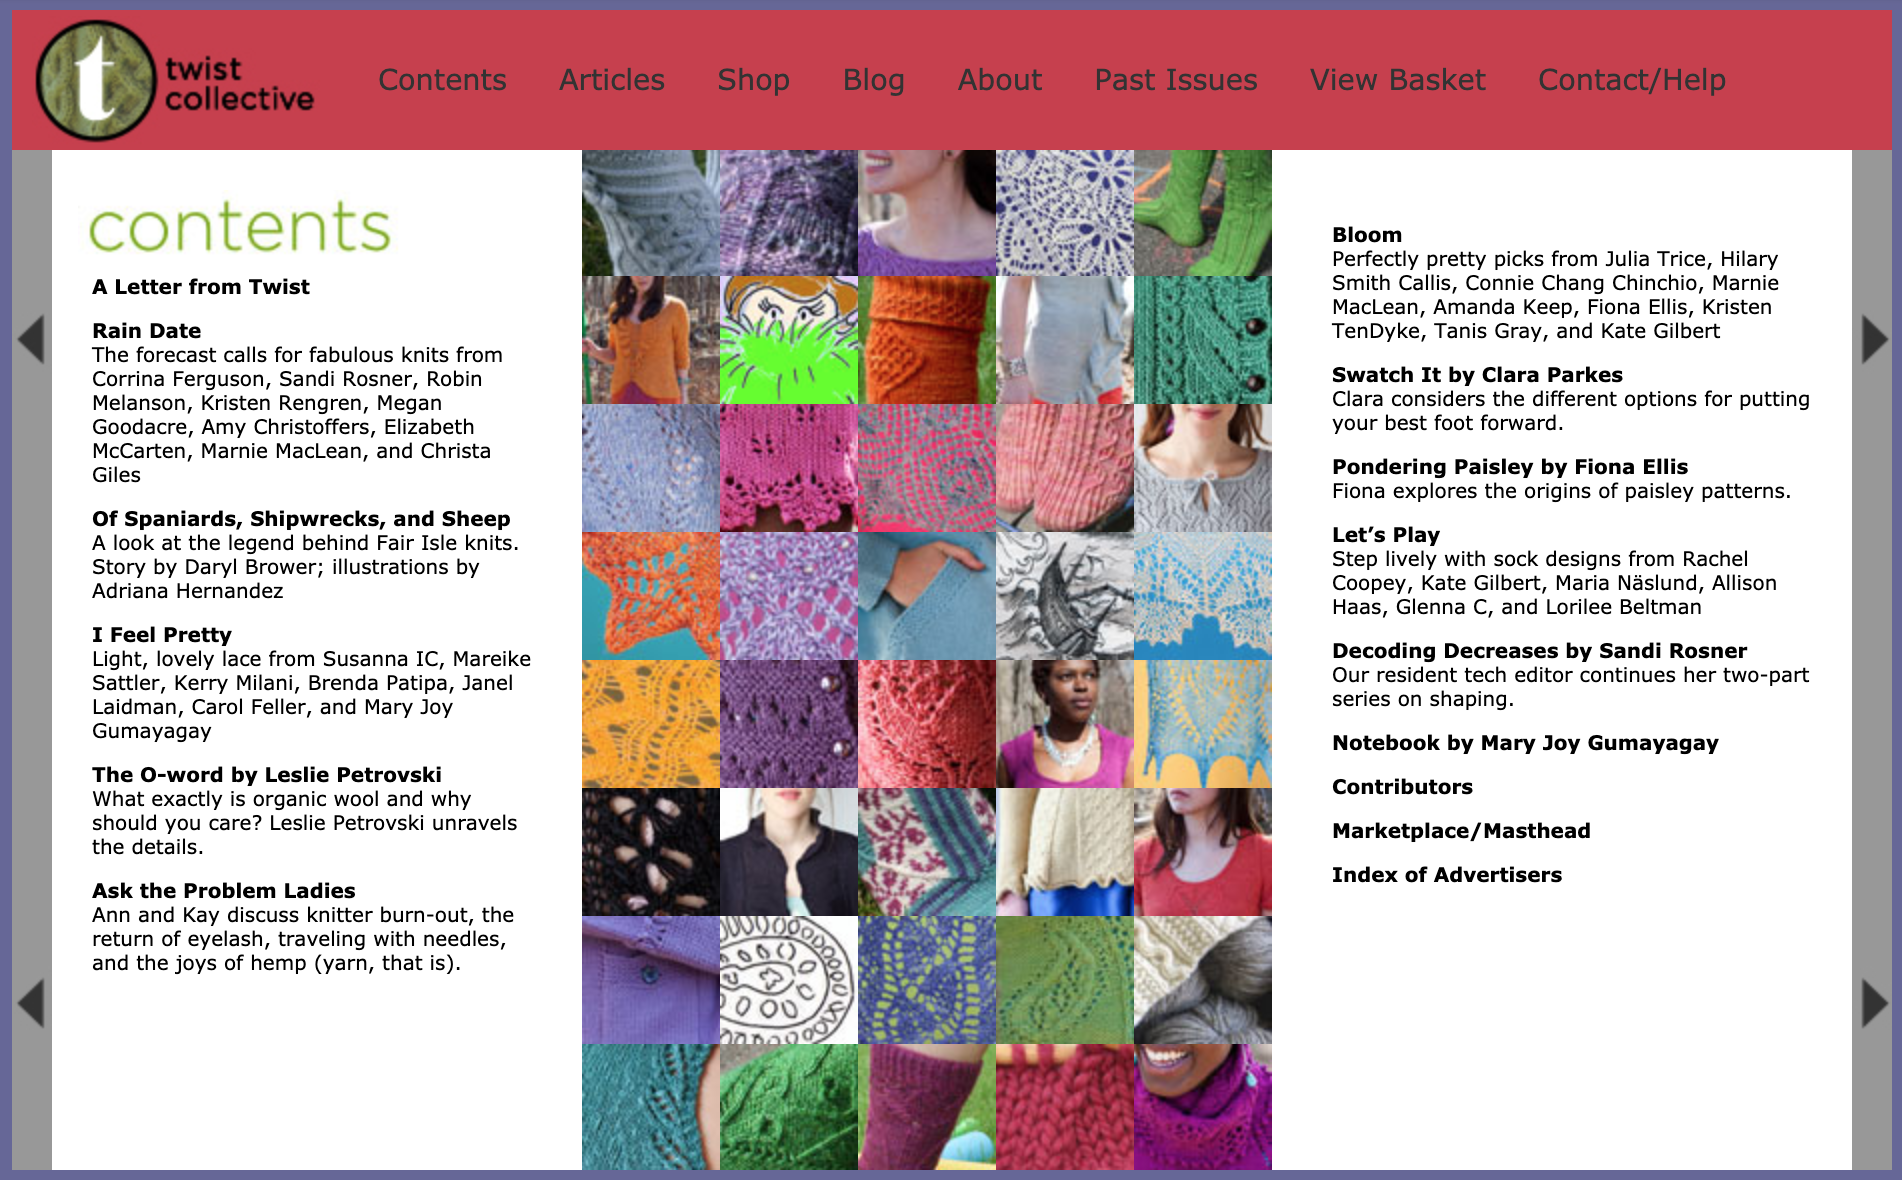 t
twist
collective
Contents
Articles
Shop
Blog
About
Past Issues
View Basket
Contact/Help
contents
A Letter from Twist
Rain Date
The forecast calls for fabulous knits from
Corrina Ferguson, Sandi Rosner, Robin
Melanson, Kristen Rengren, Megan
Goodacre, Amy Christoffers, Elizabeth
McCarten, Marnie MacLean, and Christa
Giles
Of Spaniards, Shipwrecks, and Sheep
A look at the legend behind Fair Isle knits.
Story by Daryl Brower; illustrations by
Adriana Hernandez
I Feel Pretty
Light, lovely lace from Susanna IC, Mareike
Sattler, Kerry Milani, Brenda Patipa, Janel
Laidman, Carol Feller, and Mary Joy
Gumayagay
The O-word by Leslie Petrovski
What exactly is organic wool and why
should you care? Leslie Petrovski unravels
the details.
Ask the Problem Ladies
Ann and Kay discuss knitter burn-out, the
return of eyelash, traveling with needles,
and the joys of hemp (yarn, that is).
Bloom
Perfectly pretty picks from Julia Trice, Hilary
Smith Callis, Connie Chang Chinchio, Marnie
MacLean, Amanda Keep, Fiona Ellis, Kristen
TenDyke, Tanis Gray, and Kate Gilbert
Swatch It by Clara Parkes
Clara considers the different options for putting
your best foot forward.
Pondering Paisley by Fiona Ellis
Fiona explores the origins of paisley patterns.
Let’s Play
Step lively with sock designs from Rachel
Coopey, Kate Gilbert, Maria Näslund, Allison
Haas, Glenna C, and Lorilee Beltman
Decoding Decreases by Sandi Rosner
Our resident tech editor continues her two-part
series on shaping.
Notebook by Mary Joy Gumayagay
Contributors
Marketplace/Masthead
Index of Advertisers